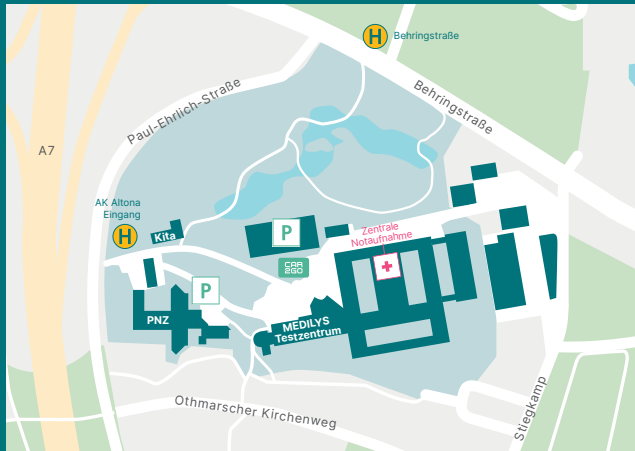 H
Behringstraße
Behringstraße
Paul-Ehrlich-Straße
A7
AK Altona
Eingang
H
Kita
P
Zentrale
Notaufnahme
CAR
2GO
P
PNZ
MEDILYS
Testzentrum
Othmarscher Kirchenweg
Stiegkamp